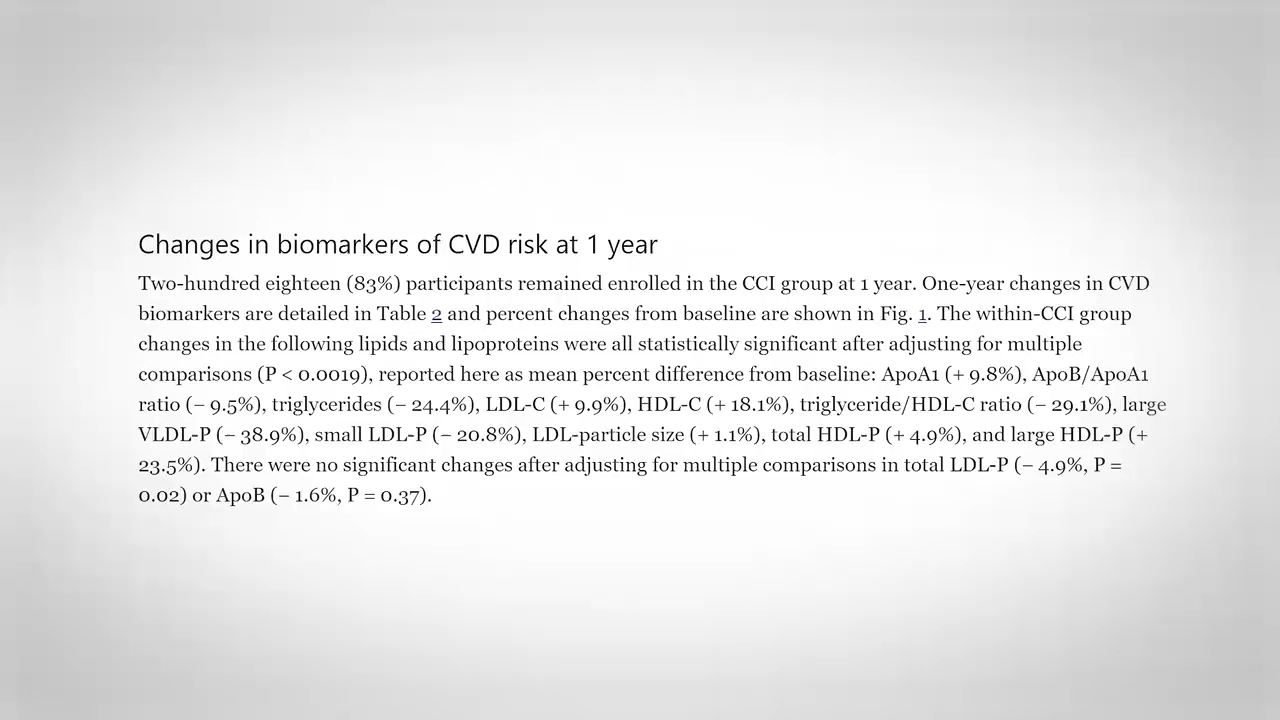 Changes in biomarkers of CVD risk at 1 year
Two-hundred eighteen (83%) participants remained enrolled in the CCI group at 1 year. One-year changes in CVD
biomarkers are detailed in Table 2 and percent changes from baseline are shown in Fig. 1. The within-CCI group
changes in the following lipids and lipoproteins were all statistically significant after adjusting for multiple
comparisons (P < 0.0019), reported here as mean percent difference from baseline: ApoA1 (+ 9.8%), ApoB/ApoA1
ratio (− 9.5%), triglycerides (− 24.4%), LDL-C (+ 9.9%), HDL-C (+ 18.1%), triglyceride/HDL-C ratio (− 29.1%), large
VLDL-P (− 38.9%), small LDL-P (− 20.8%), LDL-particle size (+ 1.1%), total HDL-P (+ 4.9%), and large HDL-P (+
23.5%). There were no significant changes after adjusting for multiple comparisons in total LDL-P (− 4.9%, P =
0.02) or ApoB (− 1.6%, P = 0.37).